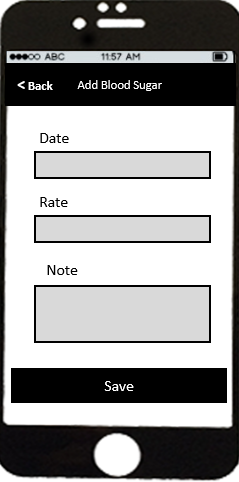 ABC 11:57 AM
< Back Add Blood Sugar
Date
Rate
Note
Save